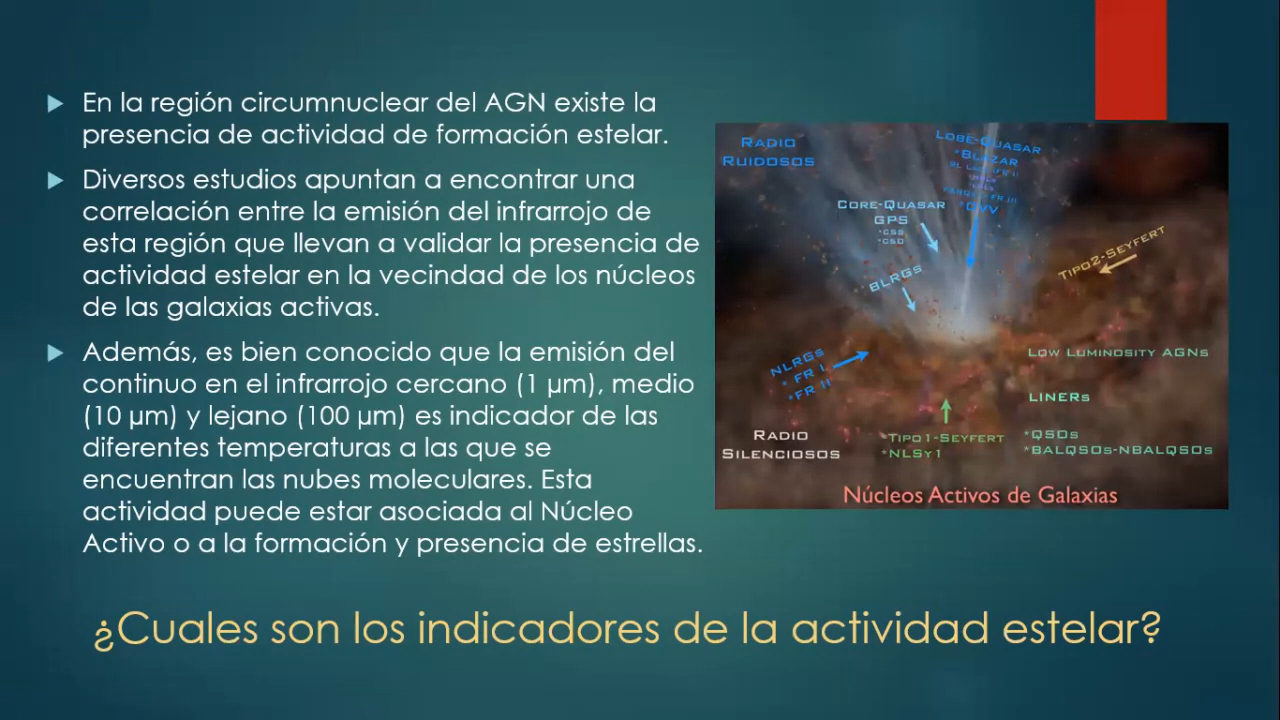 En la región circumnuclear del AGN existe la
presencia de actividad de formación estelar.
Diversos estudios apuntan a encontrar una
correlación entre la emisión del infrarrojo de
esta región que llevan a validar la presencia de
actividad estelar en la vecindad de los núcleos
de las galaxias activas.
Además, es bien conocido que la emisión del
continuo en el infrarrojo cercano (1 µm), medio
(10 µm) y lejano (100 µm) es indicador de las
diferentes temperaturas a las que se
encuentran las nubes moleculares. Esta
actividad puede estar asociada al Núcleo
Activo o a la formación y presencia de estrellas.
Radio
Ruidosos
Lobe-Quasar
*Blazar
*OVV
Core-Quasar
GPS
*CSS
*CSO
BLRGs
Tipo2-Seyfert
NLRGs
* FR I
*FR II
Low Luminosity AGNs
LINERs
*QSOs
*BALQSOs-NBALQSOs
Tipo1-Seyfert
*NLSy1
Radio
Silenciosos
Núcleos Activos de Galaxias
¿Cuales son los indicadores de la actividad estelar?